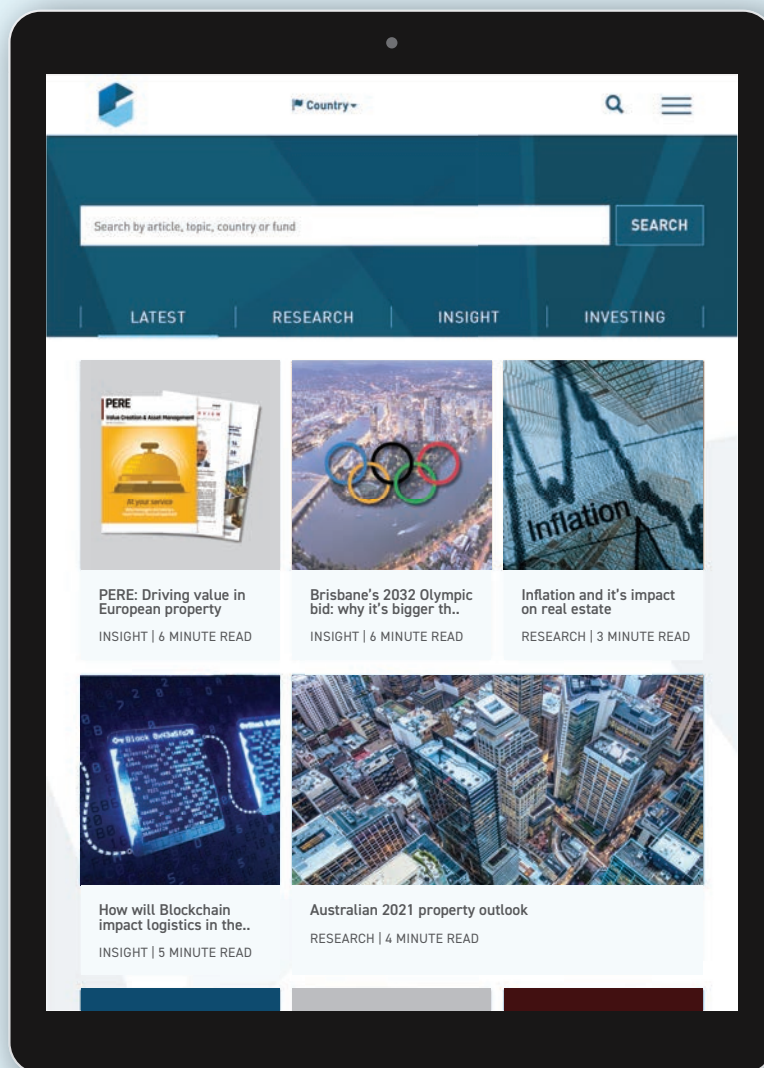 Country
Search by article, topic, country or fund
SEARCH
LATEST
RESEARCH
INSIGHT
INVESTING
PERE
Value Creation & Asset Management
At your service
Inflation
PERE: Driving value in
European property
INSIGHT | 6 MINUTE READ
Brisbane's 2032 Olympic
bid: why it's bigger th..
INSIGHT | 6 MINUTE READ
Inflation and it's impact
on real estate
RESEARCH | 3 MINUTE READ
Block
How will Blockchain
impact logistics in the..
INSIGHT | 5 MINUTE READ
Australian 2021 property outlook
RESEARCH | 4 MINUTE READ